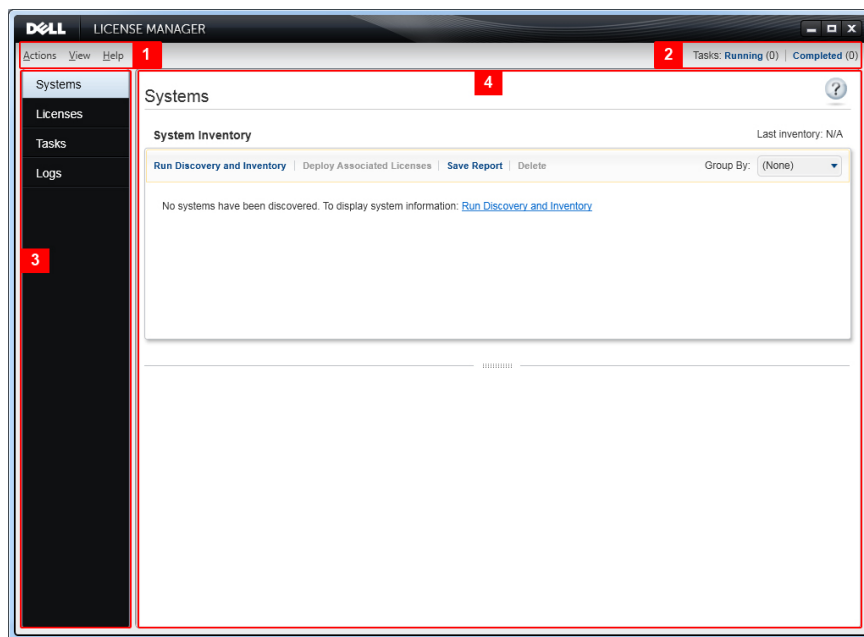 DELL LICENSE MANAGER
Actions View Help 1 2 Tasks: Running (0) | Completed (0)
Systems
Licenses
Tasks
Logs
3
4
Systems
?
System Inventory Last inventory: N/A
Run Discovery and Inventory | Deploy Associated Licenses | Save Report | Delete Group By: (None)
No systems have been discovered. To display system information: Run Discovery and Inventory